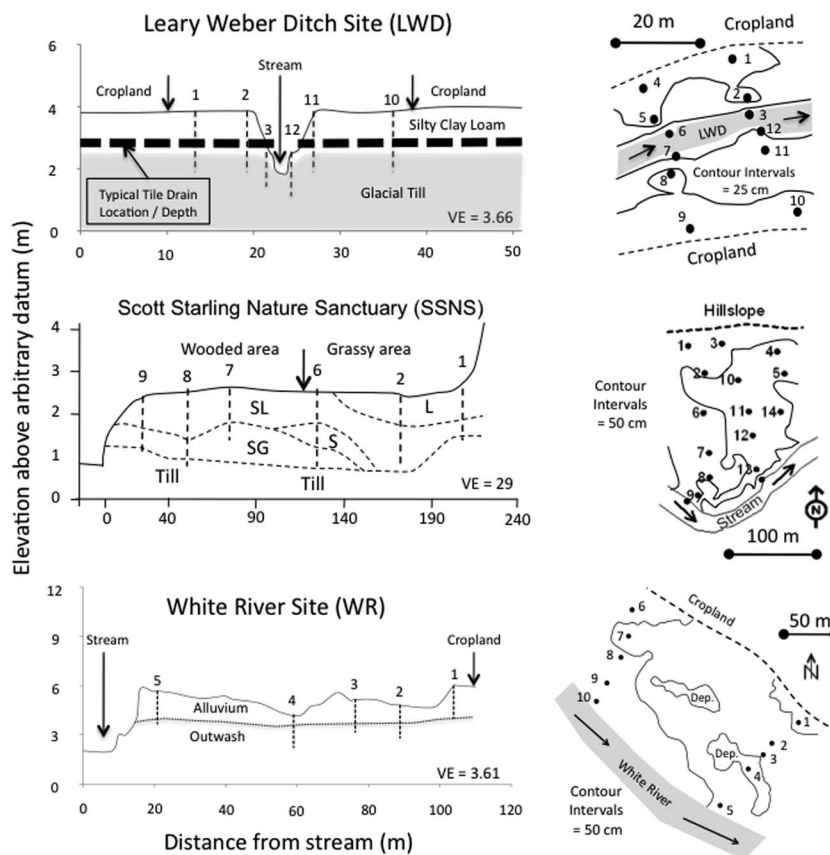 Leary Weber Ditch Site (LWD)
6
4
2
0
Cropland
1
2
Stream
3
12
11
10
Cropland
Silty Clay Loam
Typical Tile Drain
Location / Depth
Glacial Till
VE = 3.66
0
10
20
30
40
50
20 m
Cropland
1
4
2
5
3
LWD
6
12
7
11
8
Contour Intervals
= 25 cm
10
9
Cropland
Elevation above arbitrary datum (m)
Scott Starling Nature Sanctuary (SSNS)
4
3
2
1
0
Wooded area
Grassy area
9
8
7
6
2
1
SL
L
SG
S
Till
Till
VE = 29
0
40
90
140
190
240
Hillslope
1
3
4
2
10
5
Contour
Intervals
= 50 cm
6
11
14
12
7
8
13
9
Stream
N
100 m
White River Site (WR)
12
9
6
3
0
Stream
Cropland
5
4
3
2
1
Alluvium
Outwash
VE = 3.61
0
20
40
60
80
100
120
Distance from stream (m)
6
Cropland
50 m
7
N
8
9
10
Dep.
1
2
Dep.
3
4
5
White River
Contour
Intervals
= 50 cm